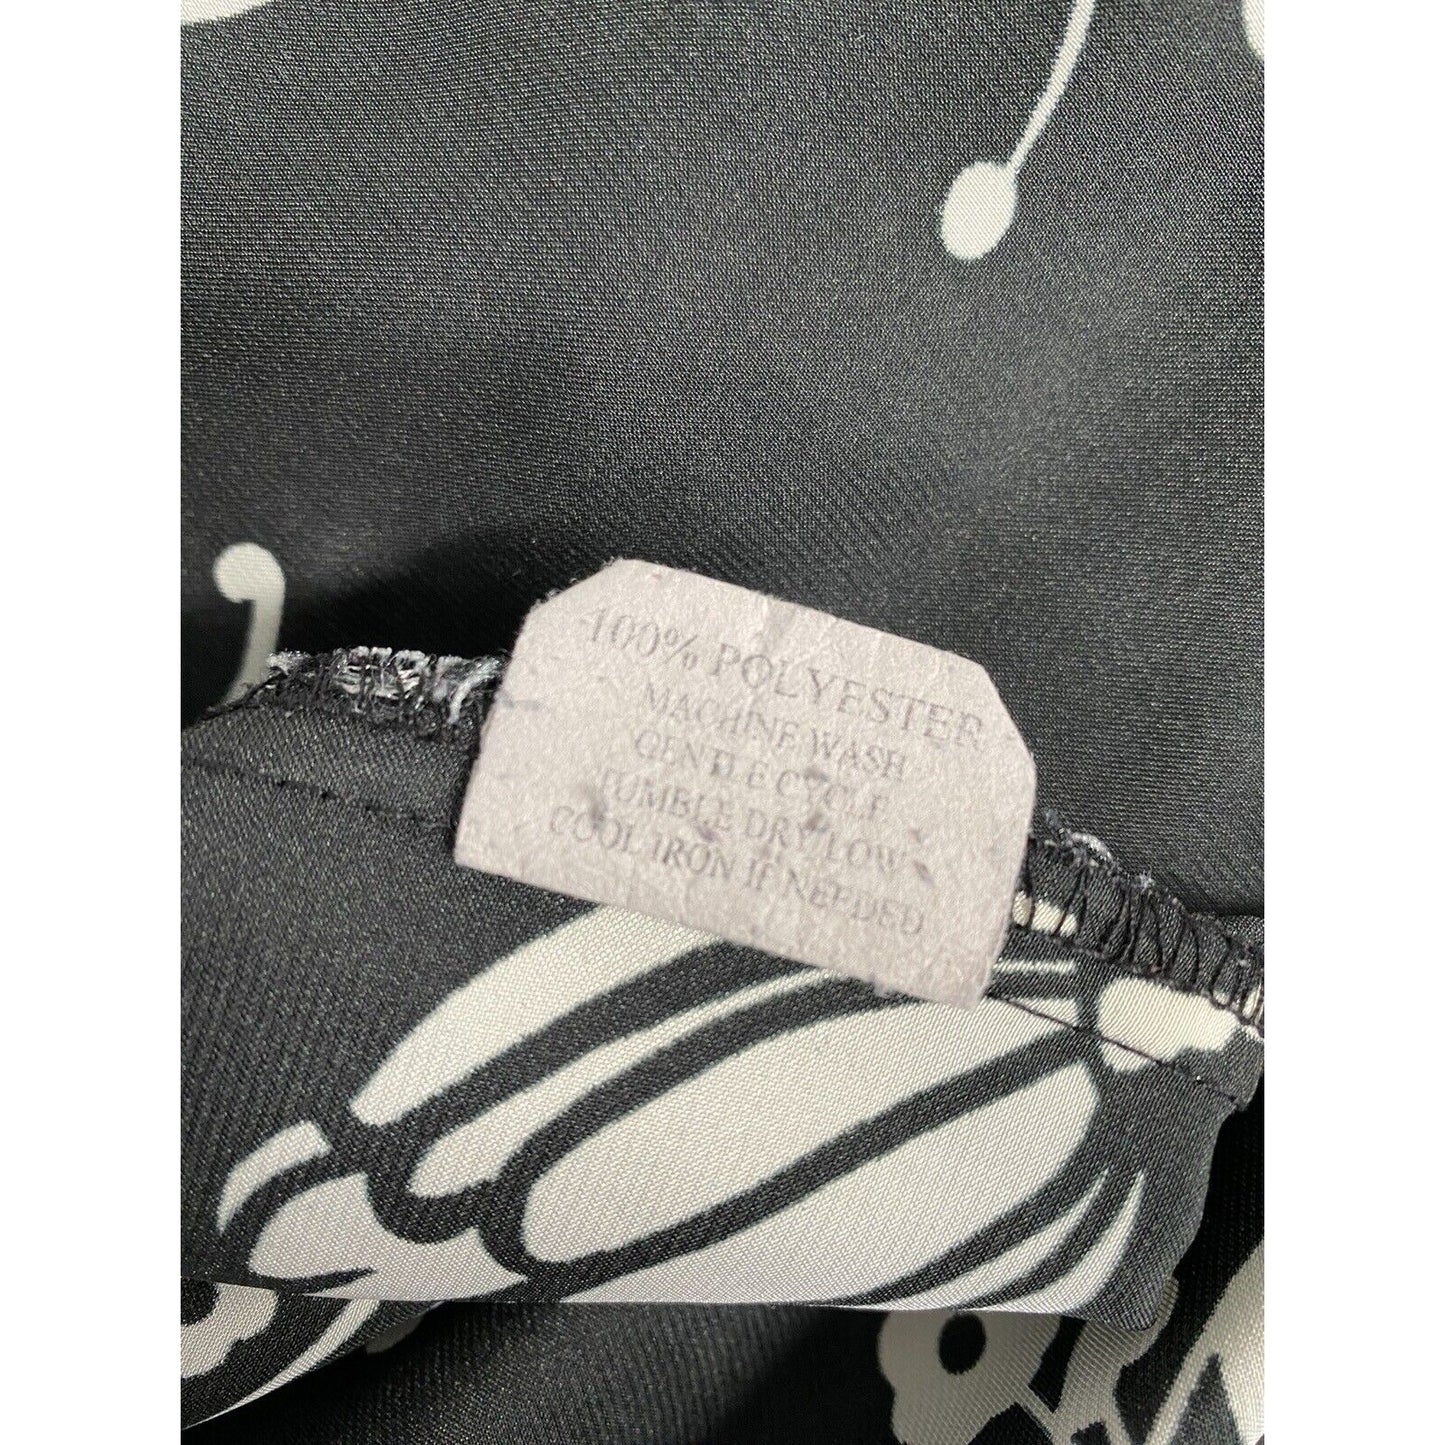 100% POLYESTER
MACHINE WASH
GENTLE CYCLE
TUMBLE DRY LOW
COOL IRON IF NEEDED